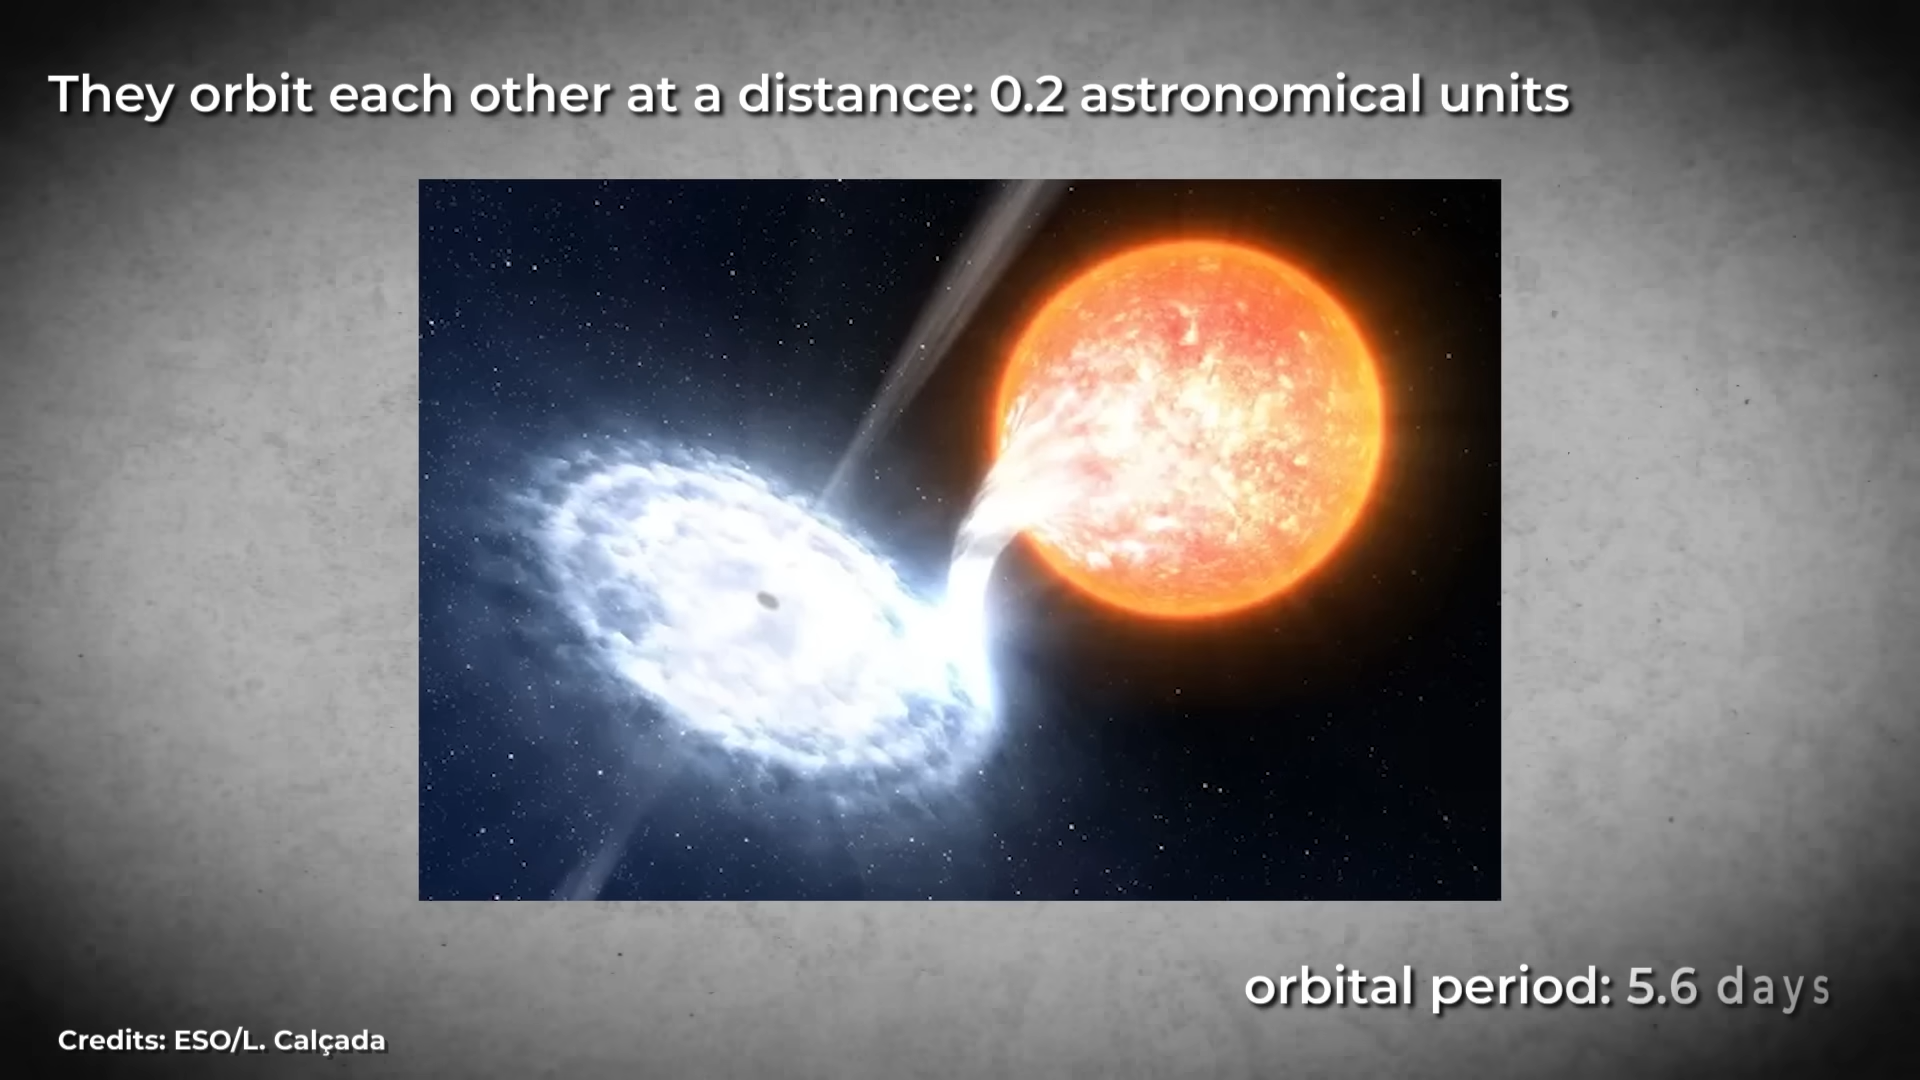 They orbit each other at a distance: 0.2 astronomical units
orbital period: 5.6 days
Credits: ESO/L. Calçada